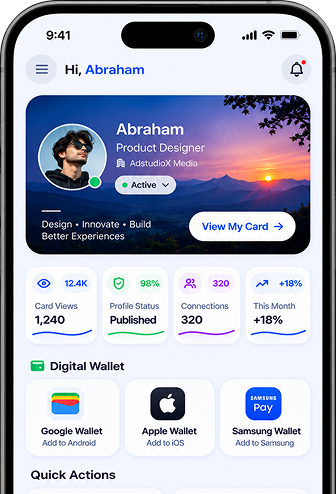 9:41
Hi, Abraham
Abraham
Product Designer
AdstudioX Media
Active
Design • Innovate • Build
Better Experiences
View My Card →
12.4K
98%
320
+18%
Card Views
Profile Status
Connections
This Month
1,240
Published
320
+18%
Digital Wallet
SAMSUNG
Pay
Google Wallet
Apple Wallet
Samsung Wallet
Add to Android
Add to iOS
Add to Samsung
Quick Actions